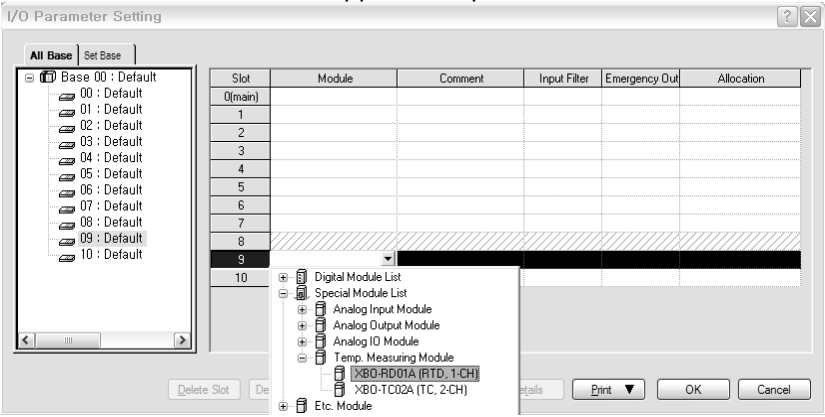 I/O Parameter Setting
All Base Set Base
Base 00 : Default
00 : Default
01 : Default
02 : Default
03 : Default
04 : Default
05 : Default
06 : Default
07 : Default
08 : Default
09 : Default
10 : Default
Slot Module Comment Input Filter Emergency Out Allocation
0(main)
1
2
3
4
5
6
7
8
9
10
Digital Module List
Special Module List
Analog Input Module
Analog Output Module
Analog IO Module
Temp. Measuring Module
XBO-RD01A (RTD, 1-CH)
XBO-TC02A (TC, 2-CH)
Etc. Module
Delete Slot De etails Print ▼ OK Cancel